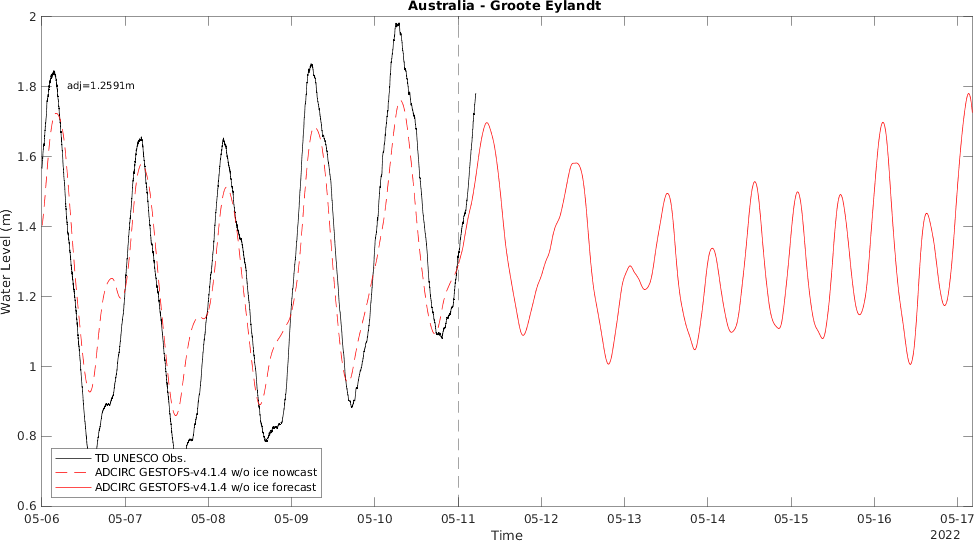 Australia - Groote Eylandt
adj=1.2591m
Water Level (m)
2
1.8
1.6
1.4
1.2
1
0.8
0.6
TD UNESCO Obs.
ADCIRC GESTOFS-v4.1.4 w/o ice nowcast
ADCIRC GESTOFS-v4.1.4 w/o ice forecast
05-06 05-07 05-08 05-09 05-10 05-11 05-12 05-13 05-14 05-15 05-16 05-17
Time
2022